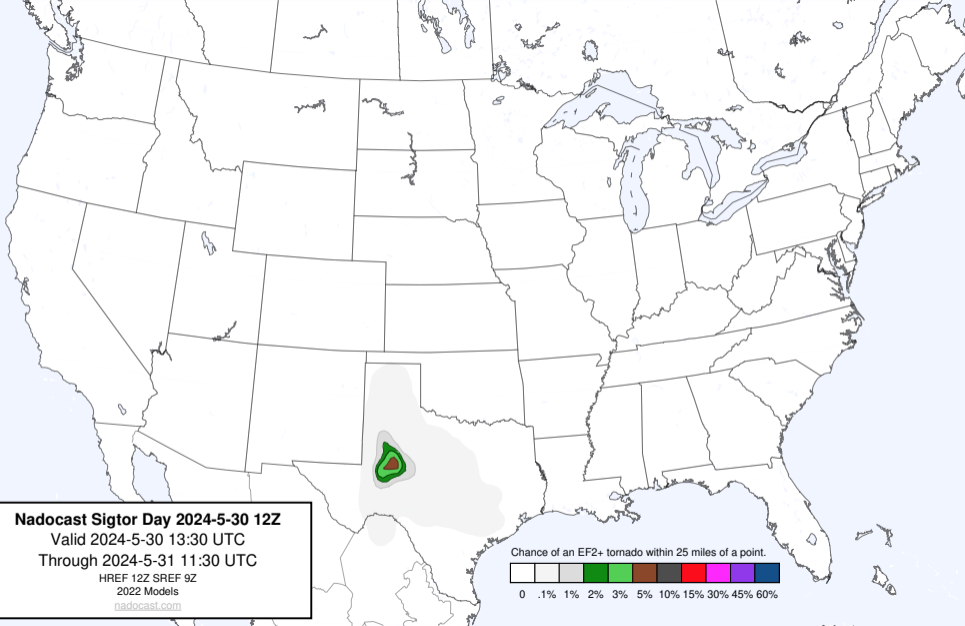 Nadocast Sigtor Day 2024-5-30 12Z
Valid 2024-5-30 13:30 UTC
Through 2024-5-31 11:30 UTC
HREF 12Z SREF 9Z
2022 Models
nadocast.com
Chance of an EF2+ tornado within 25 miles of a point.
0 .1% 1% 2% 3% 5% 10% 15% 30% 45% 60%